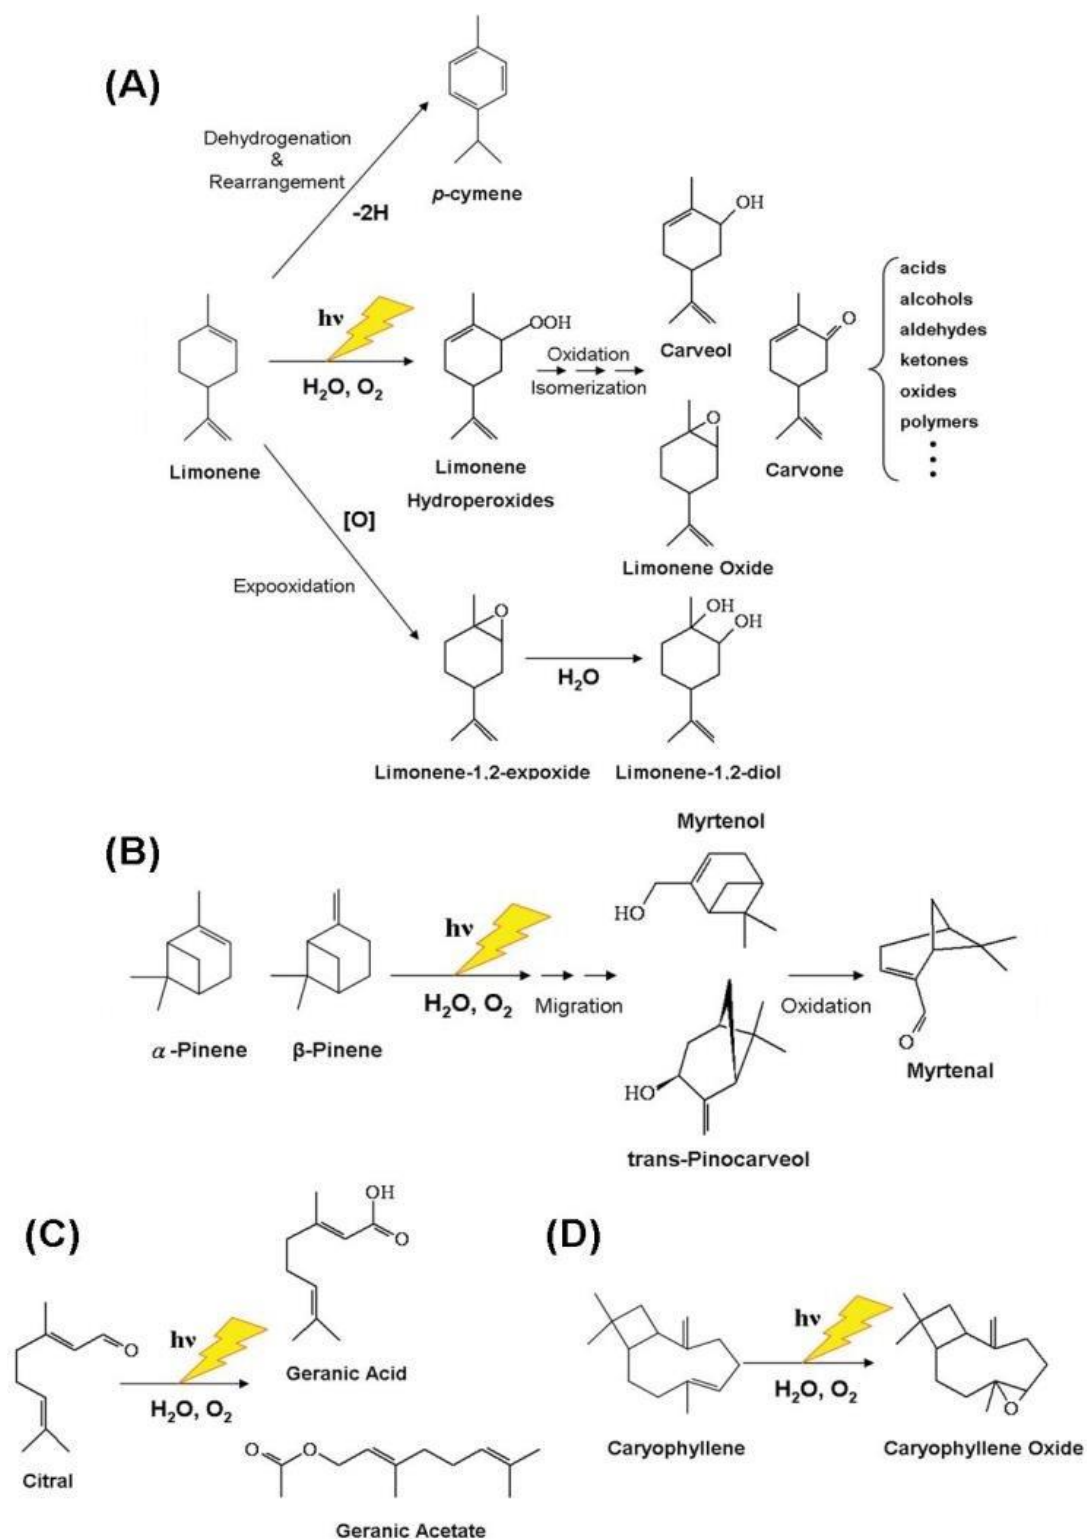 (A)
Dehydrogenation
&
Rearrangement
-2H
p-cymene
OH
Carveol
hν
H₂O, O₂
Limonene
OOH
Limonene
Hydroperoxides
Oxidation
Isomerization
O
Carvone
O
Limonene Oxide
acids
alcohols
aldehydes
ketones
oxides
polymers
[O]
Expooxidation
O
Limonene-1,2-expoxide
H₂O
OH
OH
Limonene-1,2-diol
(B)
α-Pinene
β-Pinene
hν
H₂O, O₂
Migration
Myrtenol
HO
HO
trans-Pinocarveol
Oxidation
O
Myrtenal
(C)
O
Citral
hν
H₂O, O₂
OH
O
Geranic Acid
O
O
Geranic Acetate
(D)
Caryophyllene
hν
H₂O, O₂
O
Caryophyllene Oxide